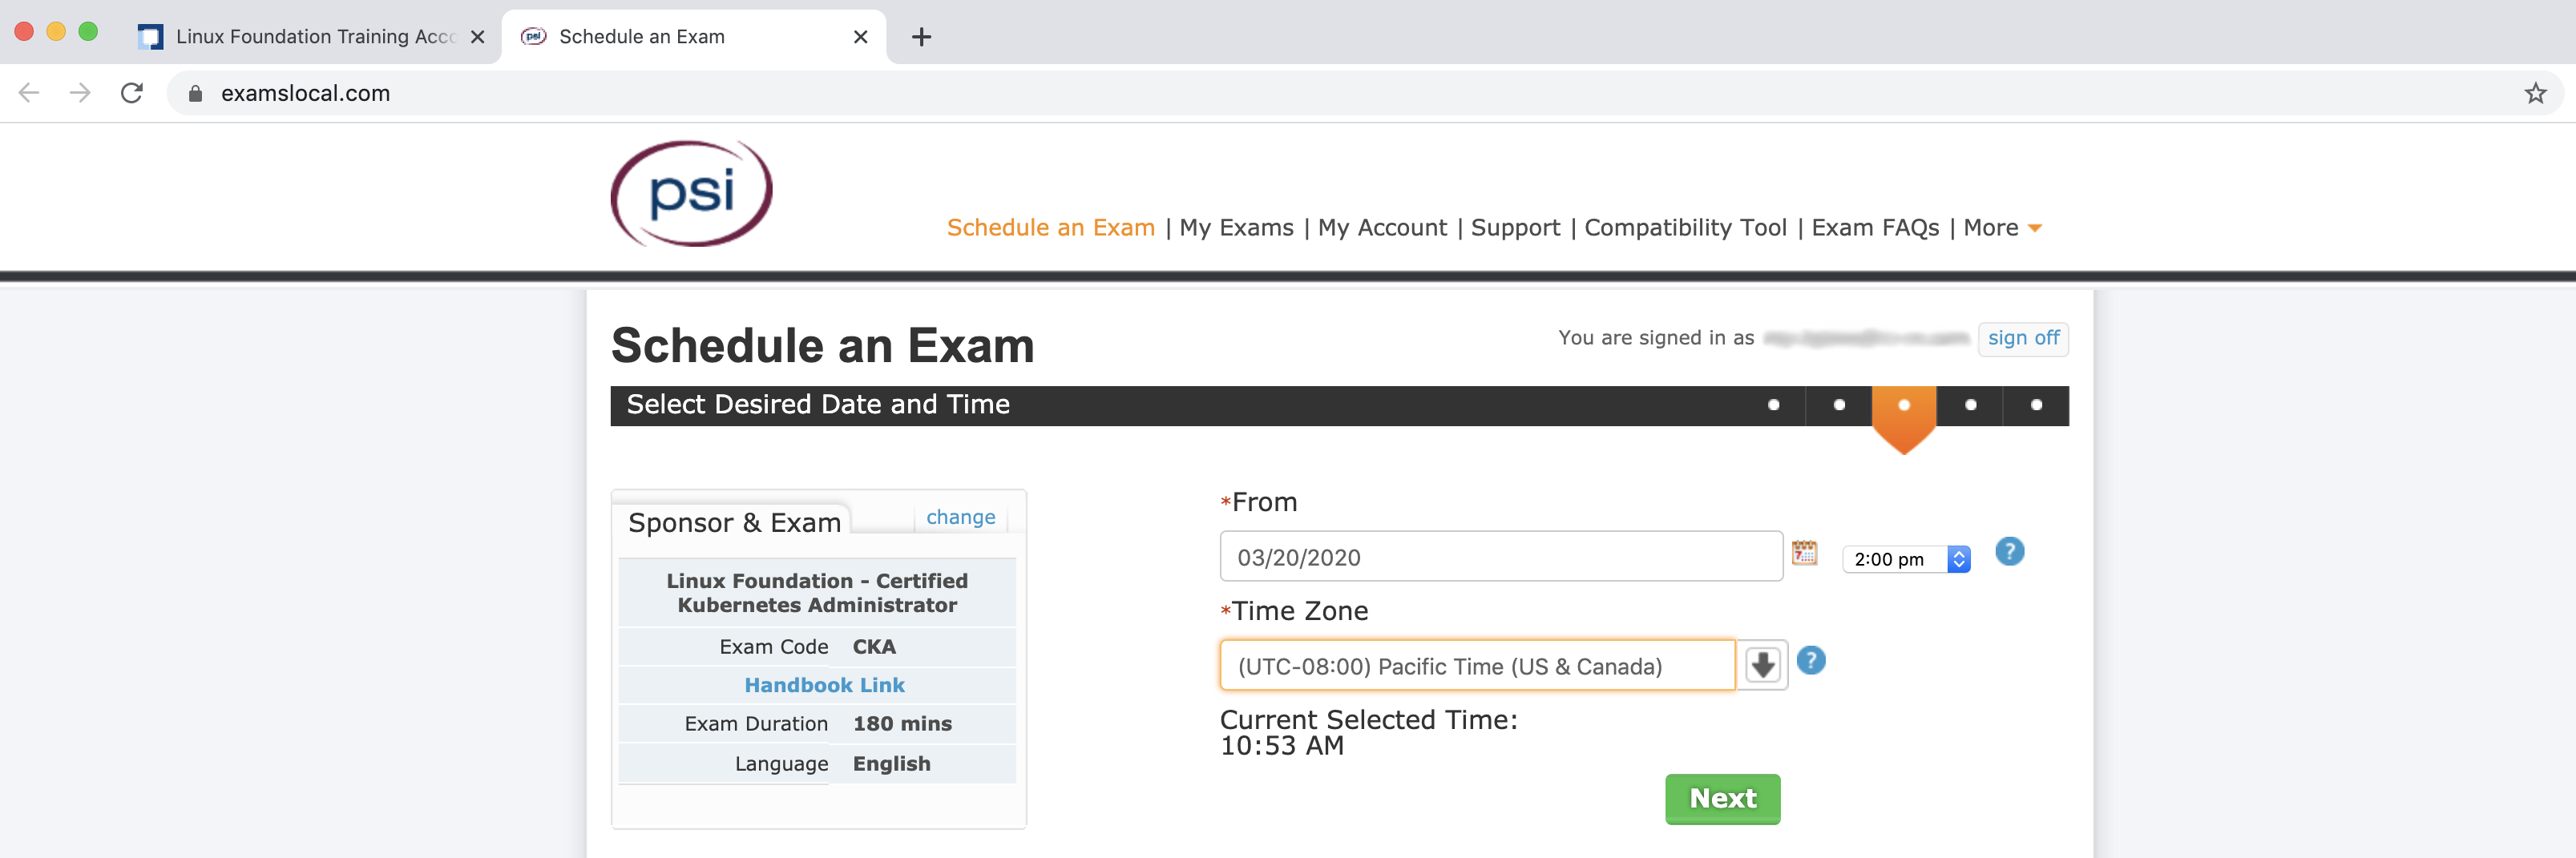 Linux Foundation Training Acco
psi Schedule an Exam
examslocal.com
psi
Schedule an Exam | My Exams | My Account | Support | Compatibility Tool | Exam FAQs | More
Schedule an Exam
You are signed in as
sign off
Select Desired Date and Time
Sponsor & Exam
change
Linux Foundation - Certified
Kubernetes Administrator
Exam Code CKA
Handbook Link
Exam Duration 180 mins
Language English
*From
03/20/2020
7
2:00 pm
?
*Time Zone
(UTC-08:00) Pacific Time (US & Canada)
?
Current Selected Time:
10:53 AM
Next